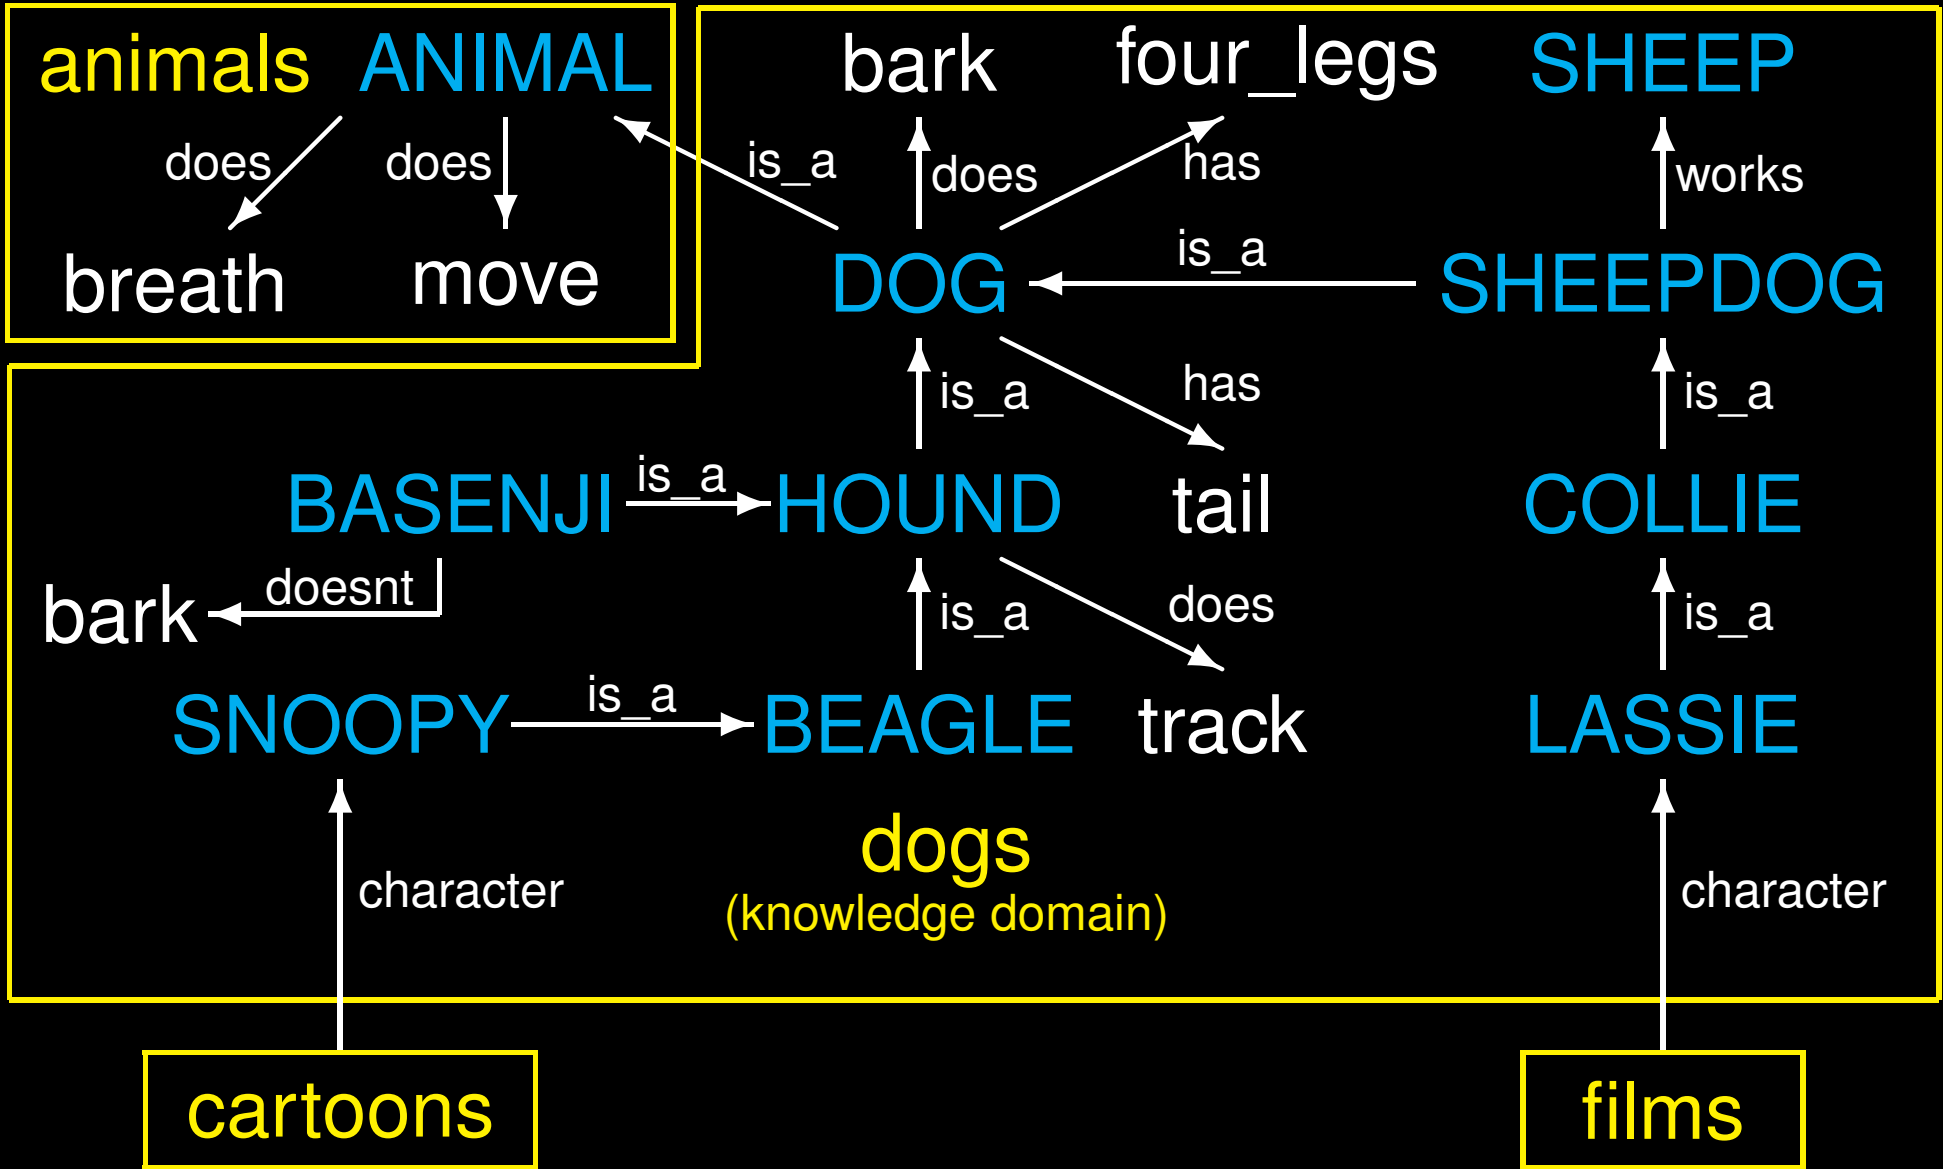 animals ANIMAL bark four_legs SHEEP
does does is_a does has works
breath move DOG is_a SHEEPDOG
is_a has is_a
BASENJI is_a HOUND tail COLLIE
bark doesnt is_a does is_a
SNOOPY is_a BEAGLE track LASSIE
dogs
character (knowledge domain) character
cartoons films